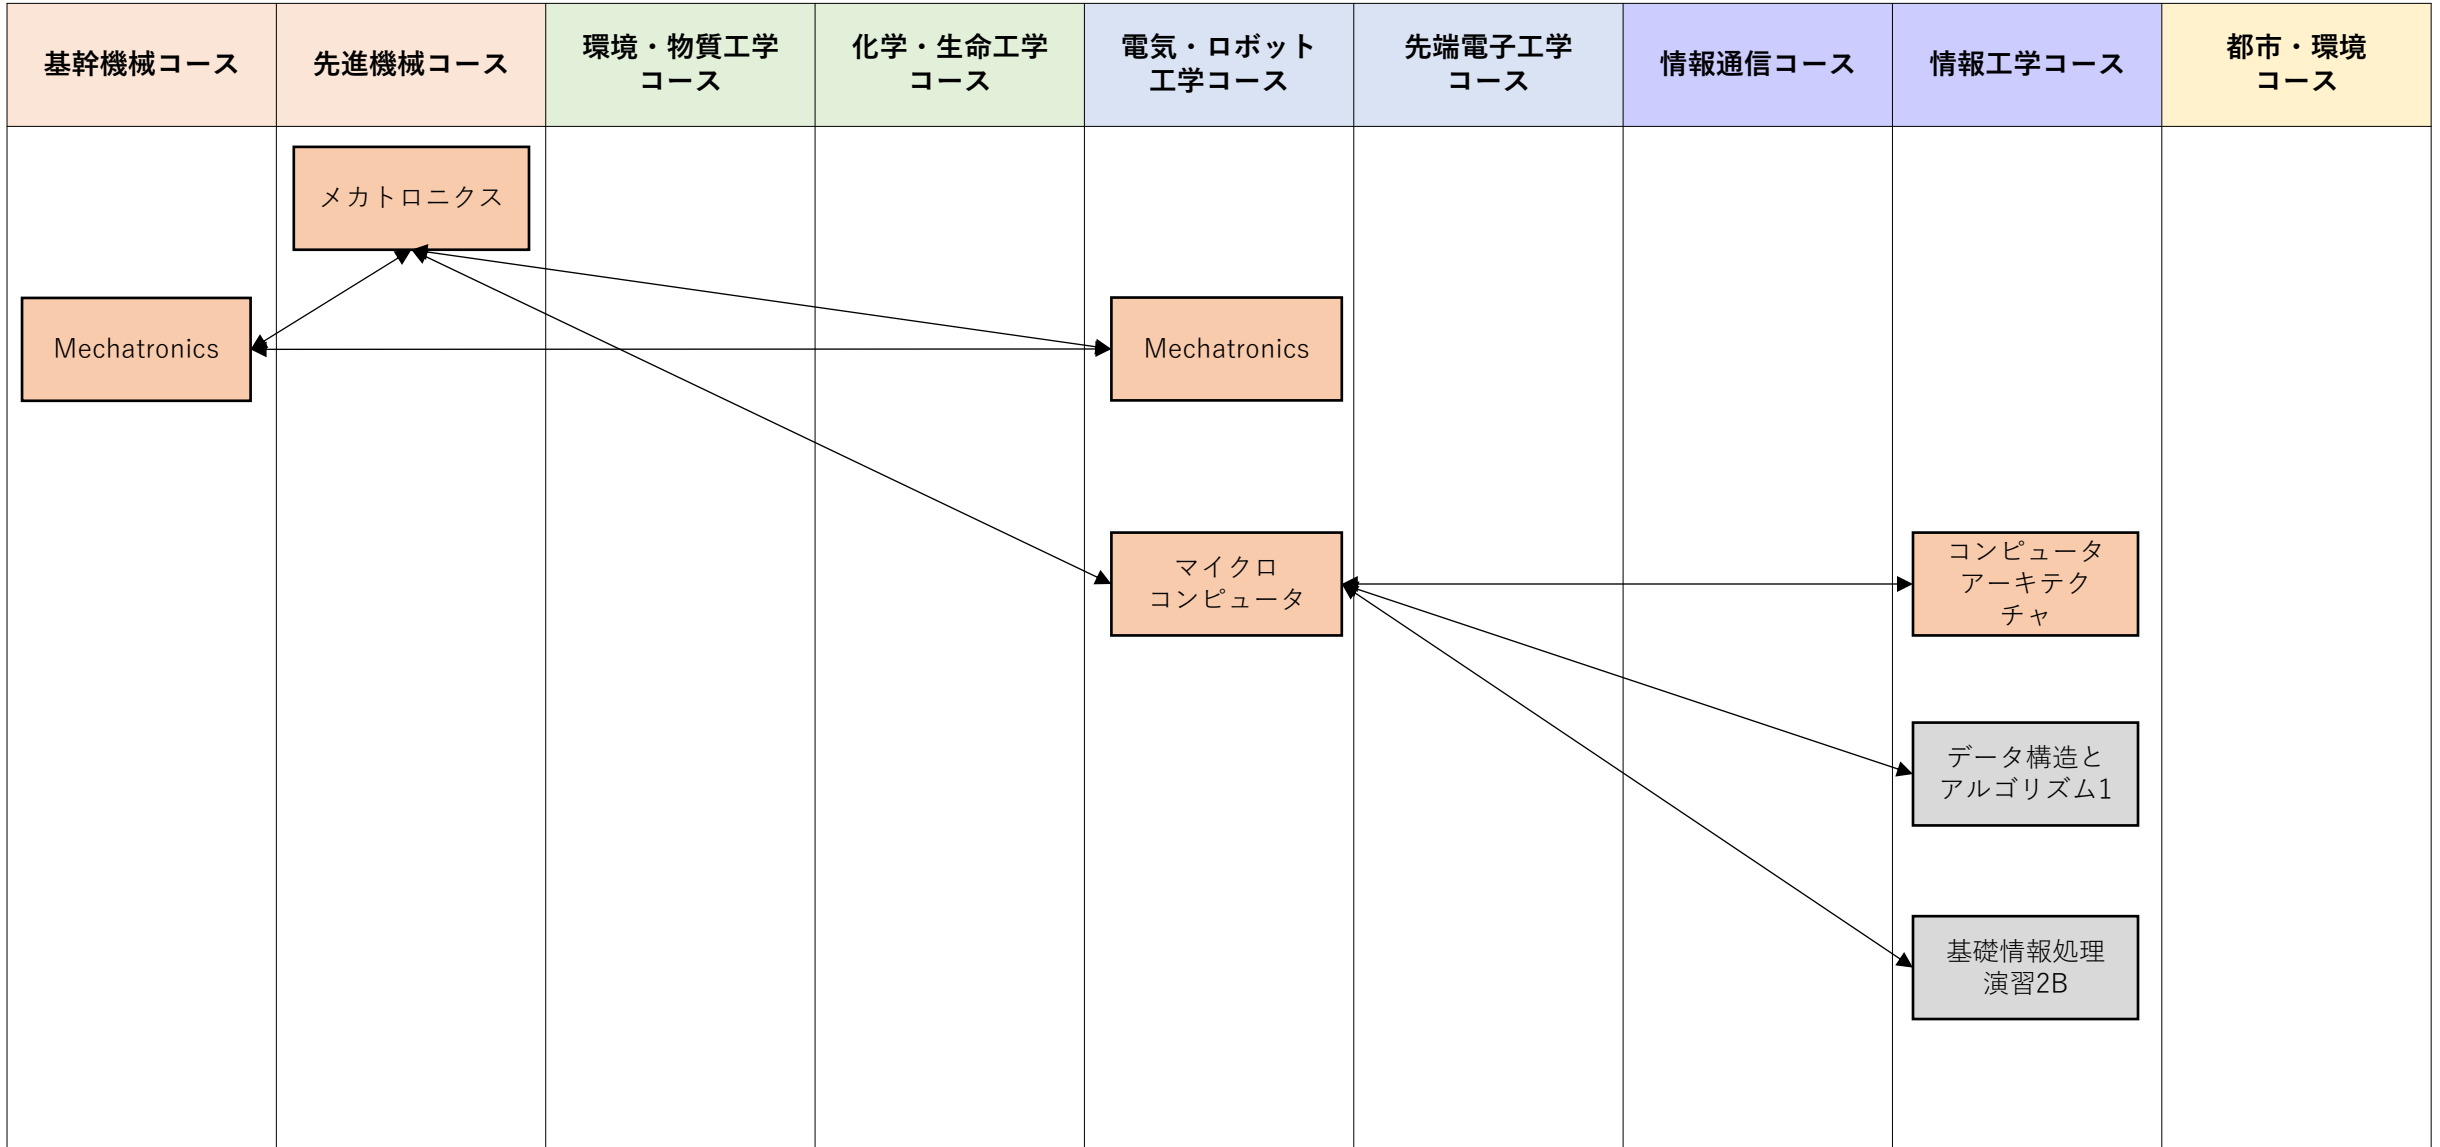 基幹機械コース
先進機械コース
環境・物質工学
コース
化学・生命工学
コース
電気・ロボット
工学コース
先端電子工学
コース
情報通信コース
情報工学コース
都市・環境
コース
メカトロニクス
Mechatronics
Mechatronics
マイクロ
コンピュータ
コンピュータ
アーキテク
チャ
データ構造と
アルゴリズム1
基礎情報処理
演習2B